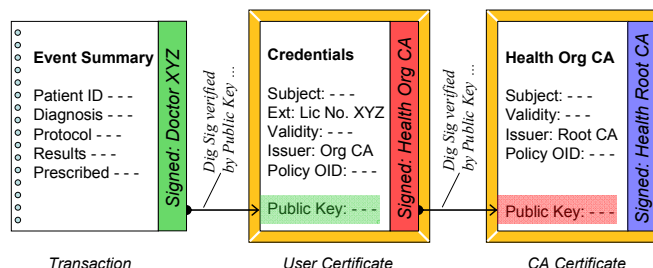 Event Summary
Patient ID - - -
Diagnosis - - -
Protocol - - -
Results - - -
Prescribed - - -
Signed: Doctor XYZ
Dig Sig verified
by Public Key ...
Credentials
Subject: - - -
Ext: Lic No. XYZ
Validity: - - -
Issuer: Org CA
Policy OID: - - -
Public Key: - - -
Signed: Health Org CA
Dig Sig verified
by Public Key ...
Health Org CA
Subject: - - -
Validity: - - -
Issuer: Root CA
Policy OID: - - -
Public Key: - - -
Signed: Health Root CA
Transaction
User Certificate
CA Certificate